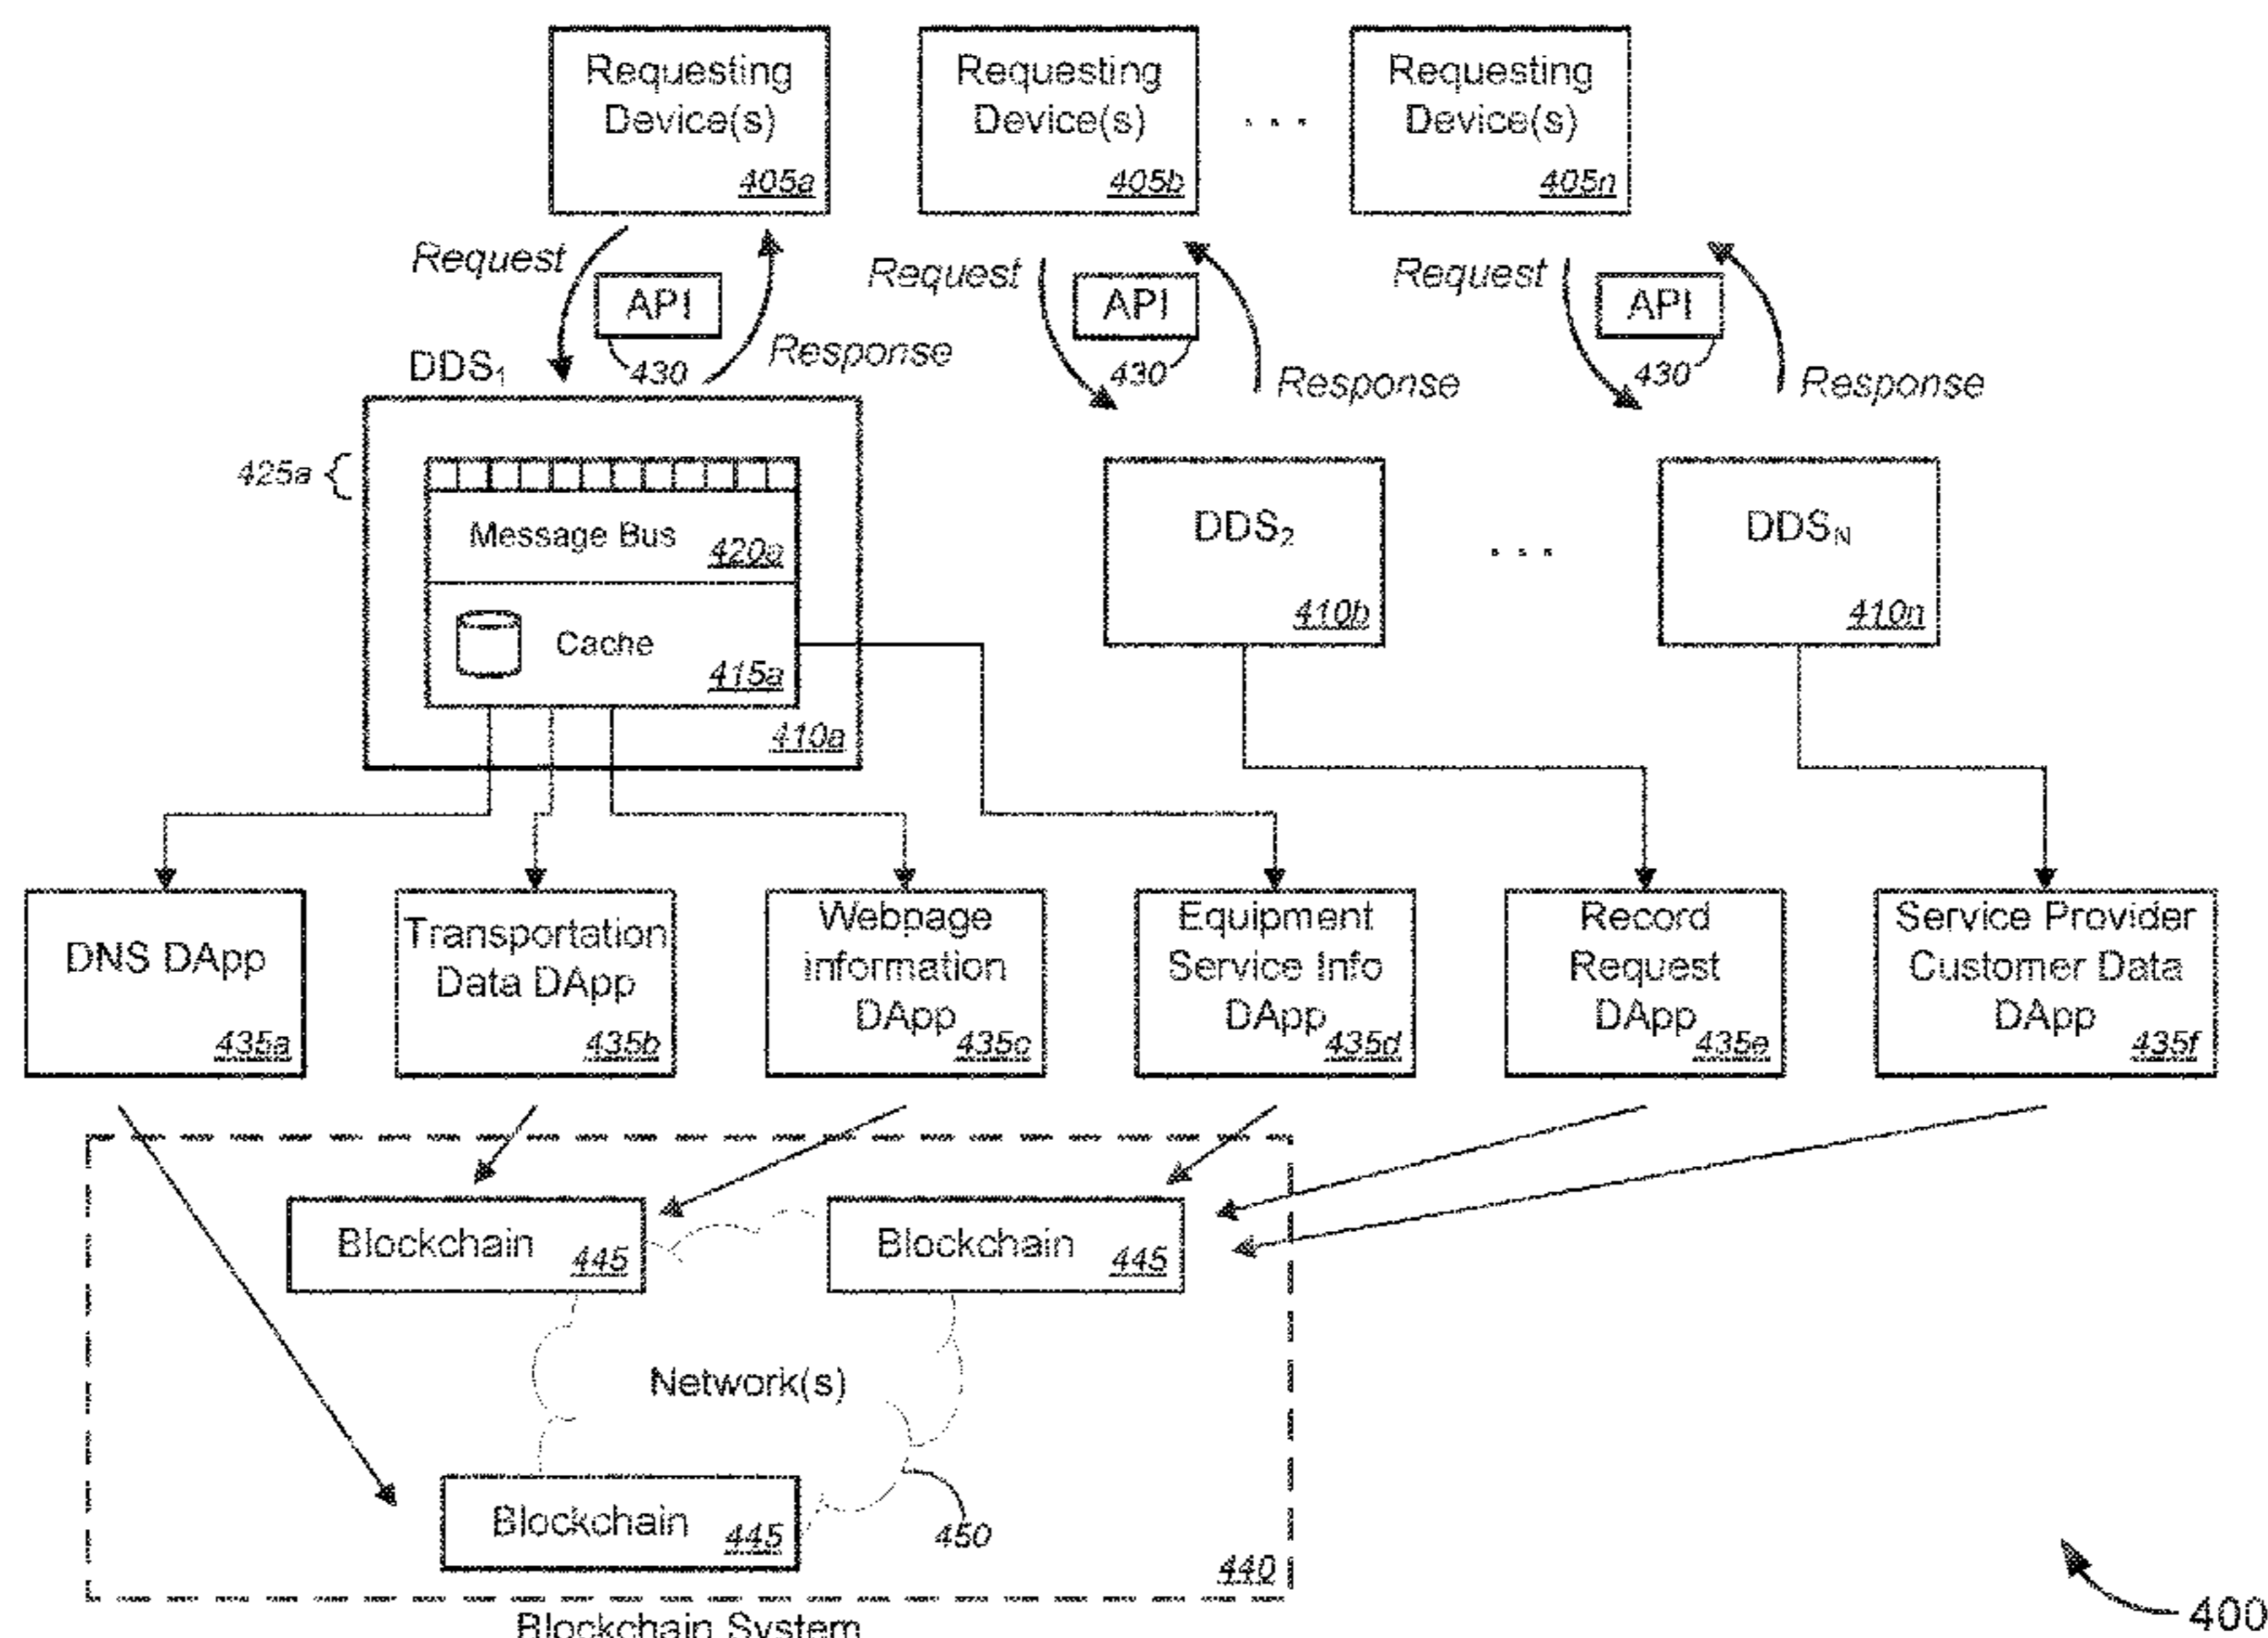 Requesting
Device(s)
405a
Requesting
Device(s)
405b
. . .
Requesting
Device(s)
405n
Request
API
430
Response
Request
API
430
Response
Request
API
430
Response
DDS1
425a
Message Bus
420a
Cache
415a
410a
DDS2
410b
. . .
DDSN
410n
DNS DApp
435a
Transportation
Data DApp
435b
Webpage
information
DApp
435c
Equipment
Service Info
DApp
435d
Record
Request
DApp
435e
Service Provider
Customer Data
DApp
435f
Blockchain
445
Blockchain
445
Network(s)
Blockchain
445
450
440
Blockchain System
400